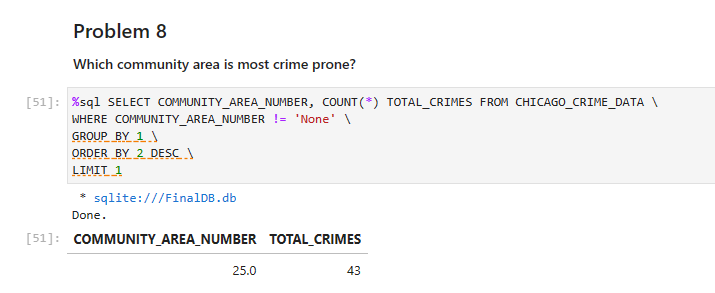 Problem 8
Which community area is most crime prone?
[51]: %sql SELECT COMMUNITY_AREA_NUMBER, COUNT(*) TOTAL_CRIMES FROM CHICAGO_CRIME_DATA \
WHERE COMMUNITY_AREA_NUMBER != 'None' \
GROUP BY 1 \
ORDER BY 2 DESC \
LIMIT 1
* sqlite:///FinalDB.db
Done.
[51]: COMMUNITY_AREA_NUMBER TOTAL_CRIMES
25.0 43